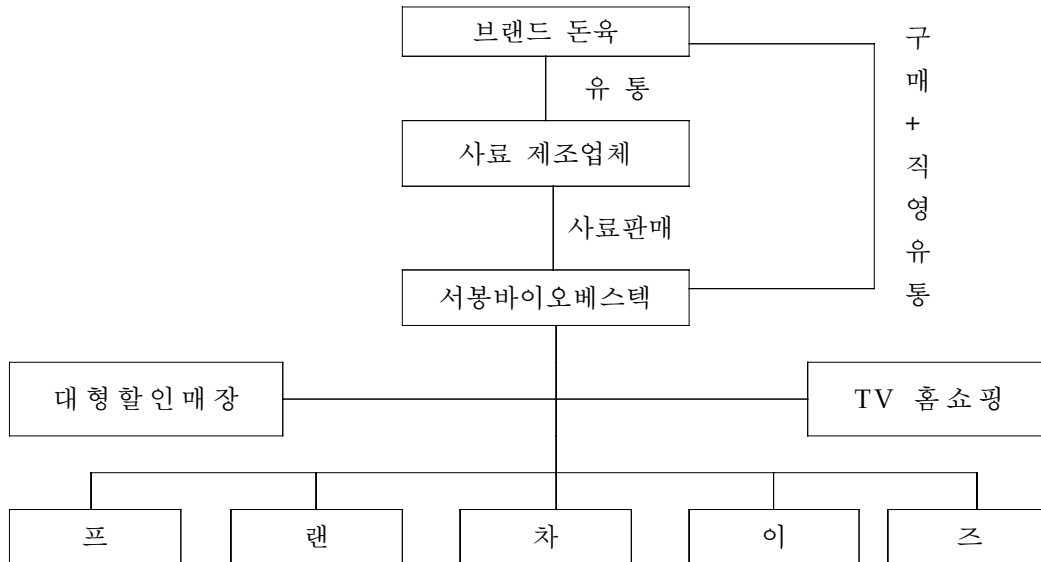 브랜드 돈육
유 통
사료 제조업체
사료판매
서봉바이오베스텍
구
매
+
직
영
유
통
대형할인매장
TV 홈쇼핑
프 랜 차 이 즈